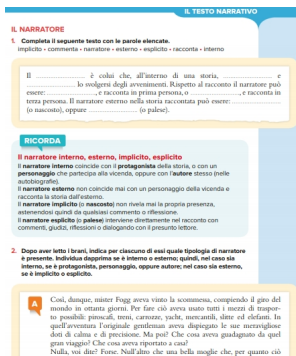 IL TESTO NARRATIVO
IL NARRATORE
1. Completa il seguente testo con le parole elencate.
implicito • commenta • narratore • esterno • esplicito • racconta • interno
Il ........................ è colui che, all'interno di una storia, ........................ e
........................ lo svolgersi degli avvenimenti. Rispetto al racconto il narratore può
essere: ........................, e racconta in prima persona, o ........................, e racconta in
terza persona. Il narratore esterno nella storia raccontata può essere: ........................
(o nascosto), oppure ........................ (o palese).
RICORDA
Il narratore interno, esterno, implicito, esplicito
Il narratore interno coincide con il protagonista della storia, o con un
personaggio che partecipa alla vicenda, oppure con l'autore stesso (nelle
autobiografie).
Il narratore esterno non coincide mai con un personaggio della vicenda e
racconta la storia dall'esterno.
Il narratore implicito (o nascosto) non rivela mai la propria presenza,
astenendosi quindi da qualsiasi commento o riflessione.
Il narratore esplicito (o palese) interviene direttamente nel racconto con
commenti, giudizi, riflessioni o dialogando con il presunto lettore.
2. Dopo aver letto i brani, indica per ciascuno di essi quale tipologia di narratore
è presente. Individua dapprima se è interno o esterno; quindi, nel caso sia
interno, se è protagonista, personaggio, oppure autore; nel caso sia esterno,
se è implicito o esplicito.
A
Così, dunque, mister Fogg aveva vinto la scommessa, compiendo il giro del
mondo in ottanta giorni. Per fare ciò aveva usato tutti i mezzi di traspor-
to possibili: piroscafi, treni, carrozze, yacht, mercantili, slitte ed elefanti. In
quell'avventura l'originale gentleman aveva dispiegato le sue meravigliose
doti di calma e di precisione. Ma poi? Che cosa aveva guadagnato da quel
gran viaggio? Che cosa aveva riportato a casa?
Nulla, voi dite? Forse. Null'altro che una bella moglie che, per quanto ciò